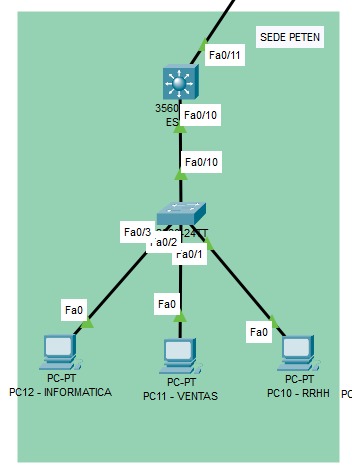 SEDE PETEN
Fa0/11
3560
ES
Fa0/10
Fa0/10
Fa0/3
Fa0/2
24TT
Fa0/1
Fa0
Fa0
Fa0
PC-PT
PC12 - INFORMATICA
PC-PT
PC11 - VENTAS
PC-PT
PC10 - RRHH
PC